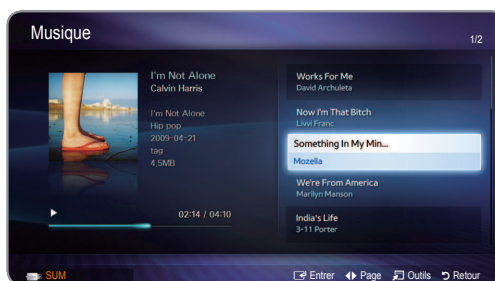 Musique
1/2
I'm Not Alone
Calvin Harris
I'm Not Alone
Hip pop
2009-04-21
tag
4,5MB
02:14 / 04:10
Works For Me
David Archuleta
Now I'm That Bitch
Livvi Franc
Something In My Min...
Mozella
We're From America
Marilyn Manson
India's Life
3-11 Porter
SUM
Entrer Page Outils Retour